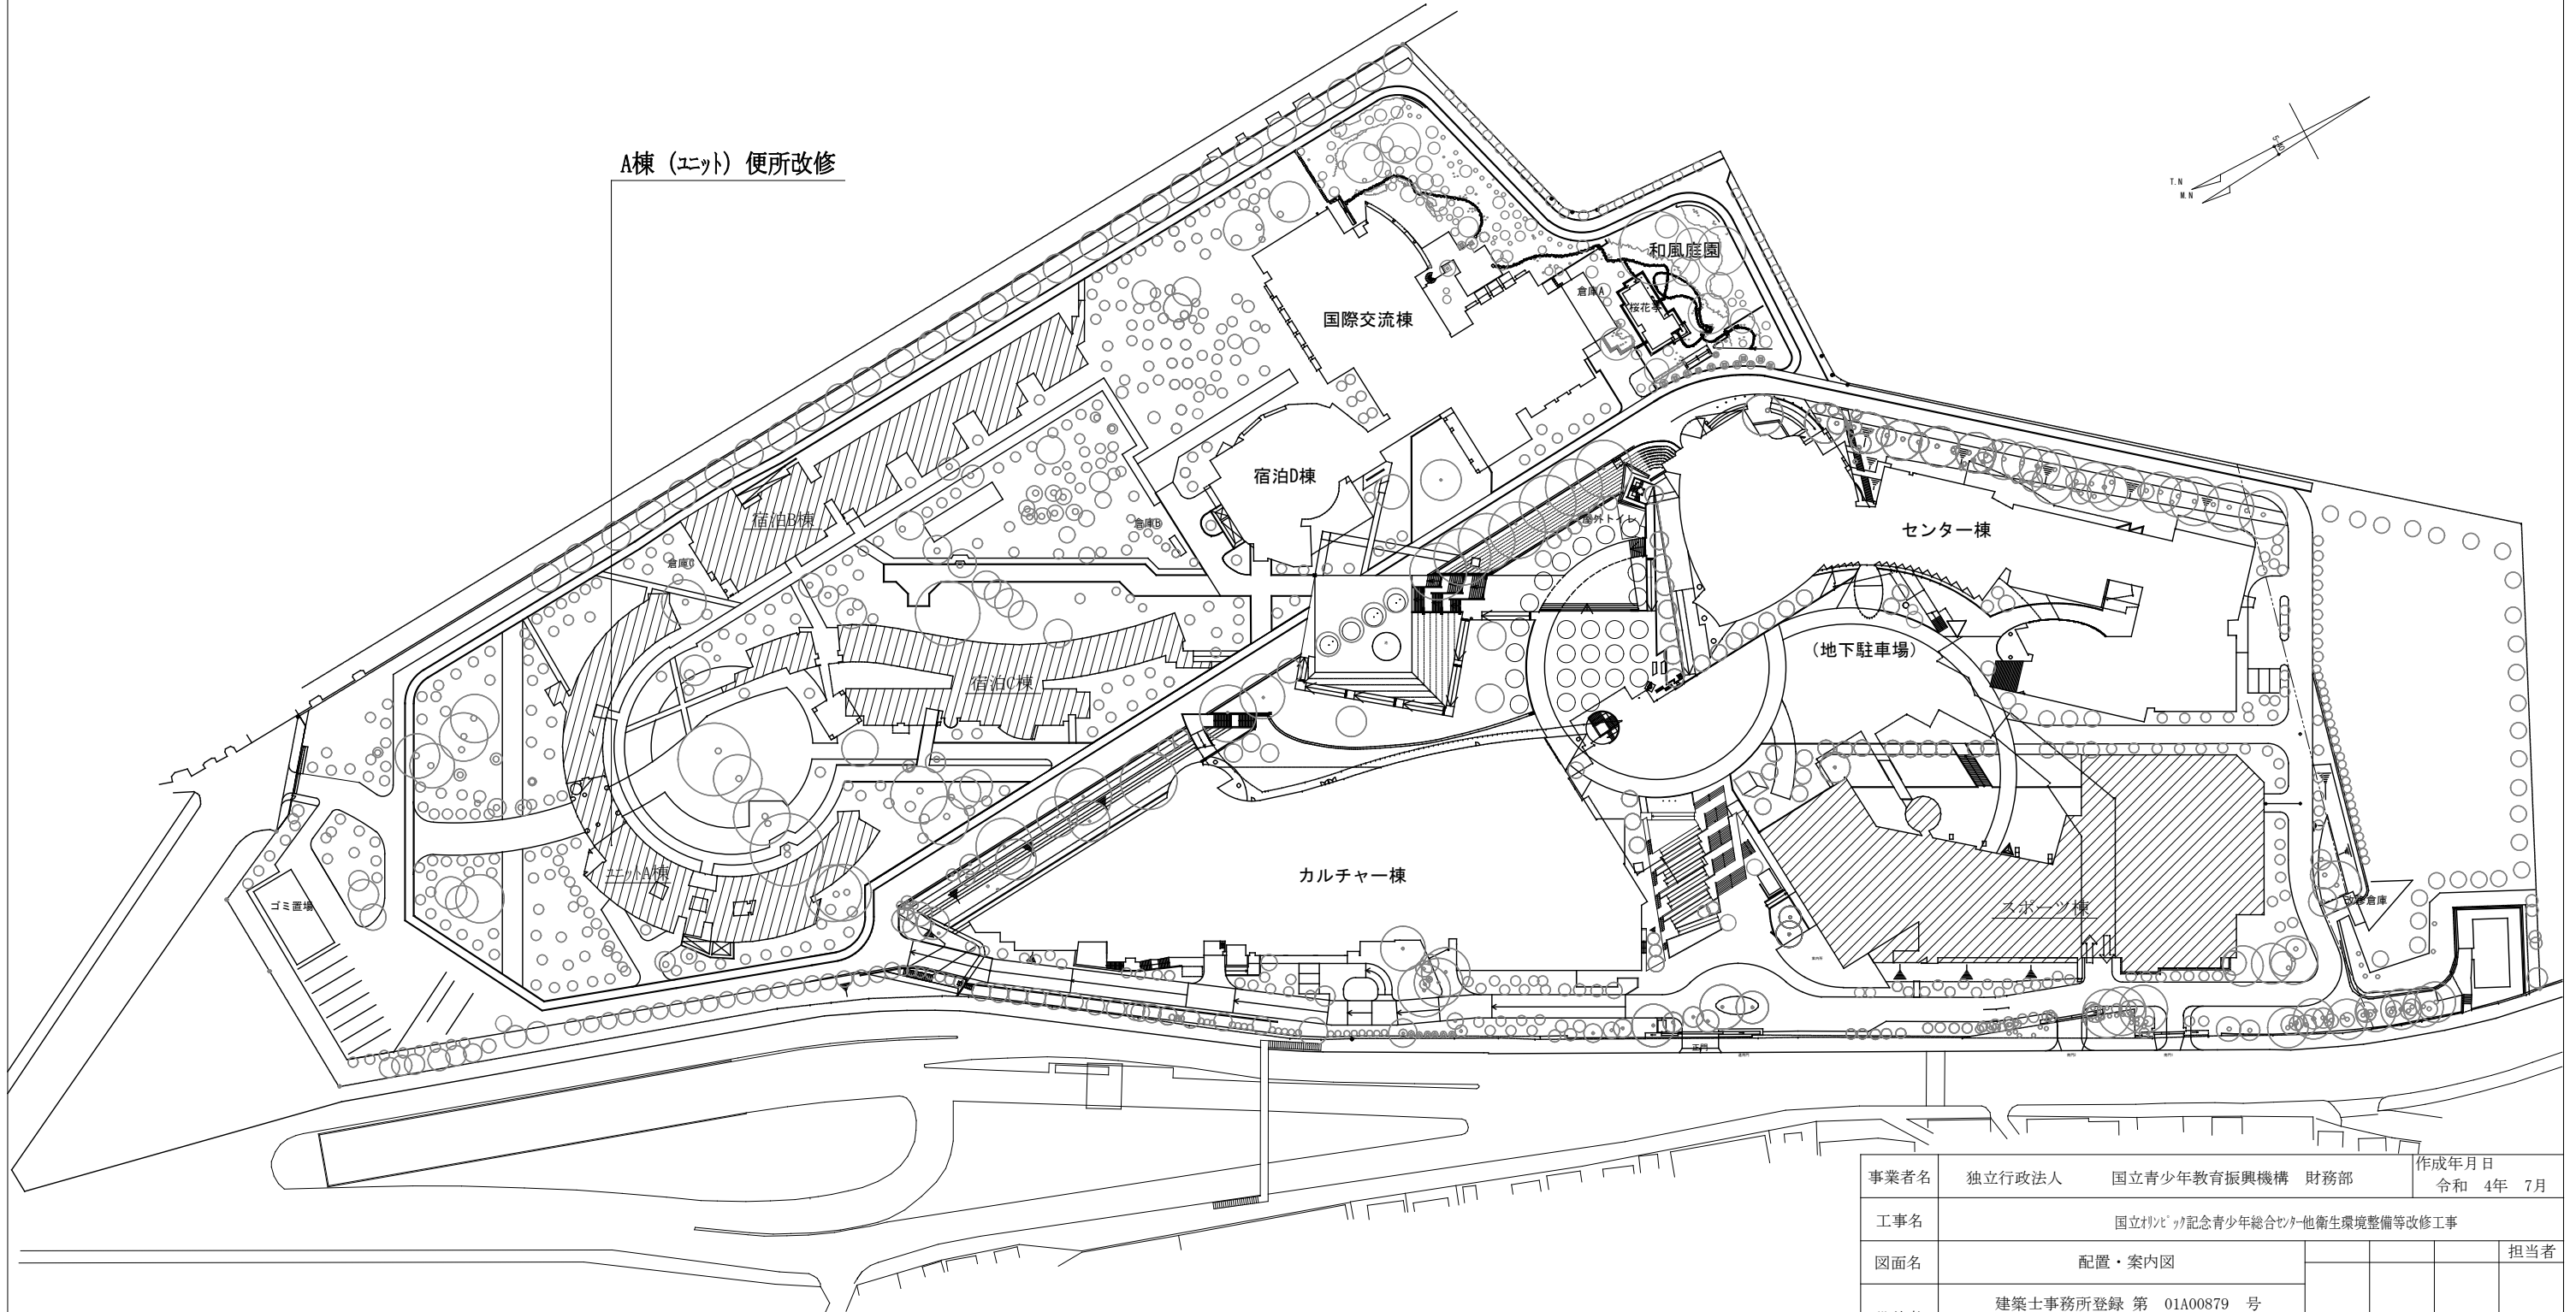 A棟（ﾕﾆｯﾄ）便所改修
T.N
M.N
和風庭園
倉庫A
国際交流棟
宿泊D棟
宿泊B棟
倉庫B
屋外トイレ
センター棟
倉庫C
(地下駐車場)
宿泊C棟
ﾕﾆｯﾄA棟
カルチャー棟
ゴミ置場
スポーツ棟
正門
事業者名 独立行政法人 国立青少年教育振興機構 財務部 作成年月日
令和 4年 7月
工事名 国立ｵﾘﾝﾋﾟｯｸ記念青少年総合ｾﾝﾀｰ他衛生環境整備等改修工事
図面名 配置・案内図 担当者
建築士事務所登録 第 01A00879 号